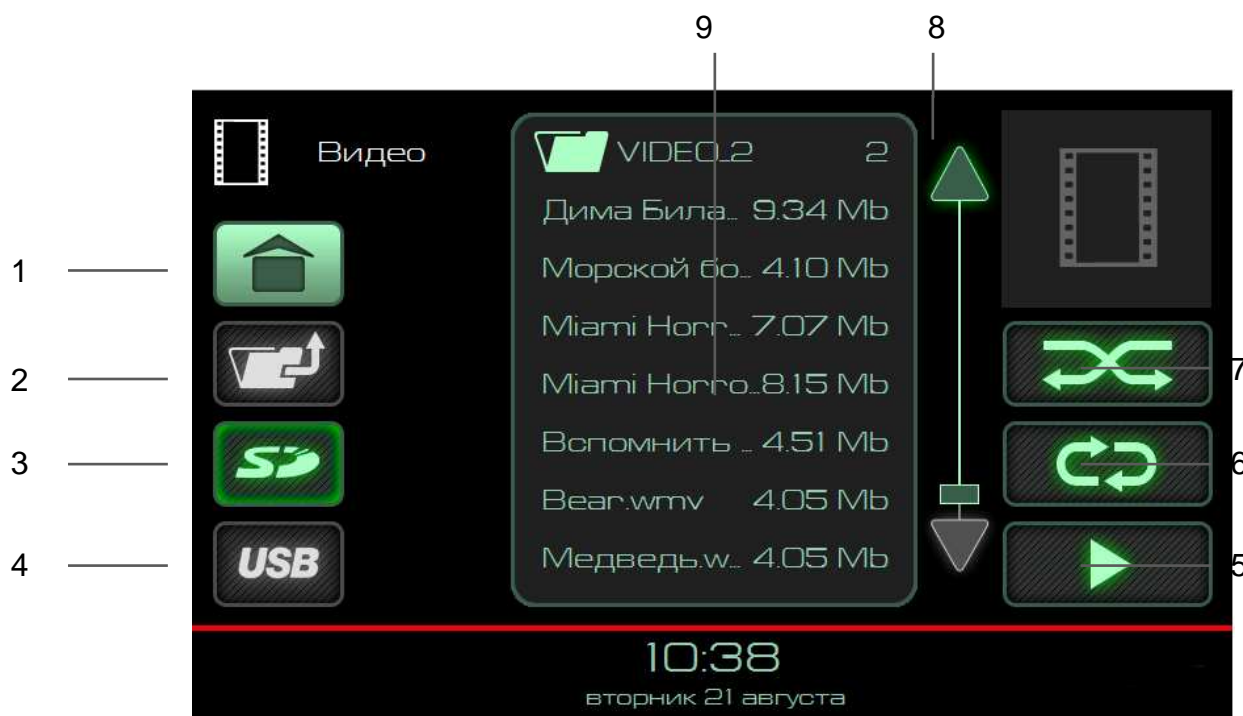 9 8
Видео
VIDEO_2 2
Дима Била... 9.34 Mb
Морской бо... 4.10 Mb
Miami Horr... 7.07 Mb
Miami Horro...8.15 Mb
Вспомнить ... 4.51 Mb
Bear.wmv 4.05 Mb
Медведь.w... 4.05 Mb
1
2
3 SD
4 USB
7
6
5
10:38
вторник 21 августа